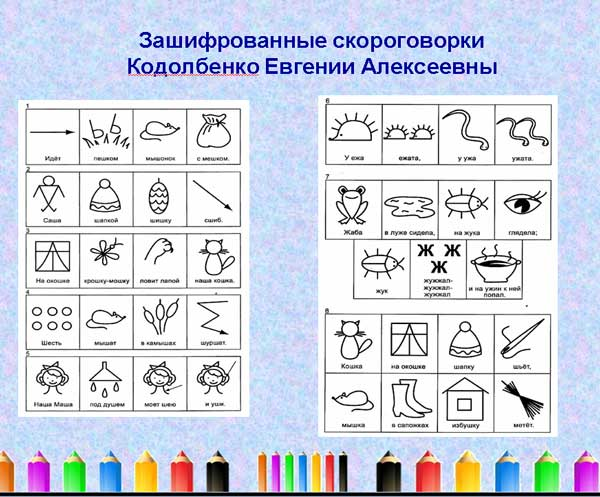 Зашифрованные скороговорки
Кодолбенко Евгении Алексеевны
1
Идёт пешком мышонок с мешком.
2
Саша шапкой шишку сшиб.
3
На окошке крошку-мошку ловит лапой наша кошка.
4
Шесть мышат в камышах шуршат.
5
Наша Маша под душем моет шею и уши.
6
У ежа ежата, у ужа ужата.
7
Жаба в луже сидела, на жука глядела;
Ж Ж
Ж
жук жужжал- жужжал- жужжал и на ужин к ней попал.
8
Кошка на окошке шапку шьёт,
мышка в сапожках избушку метёт.